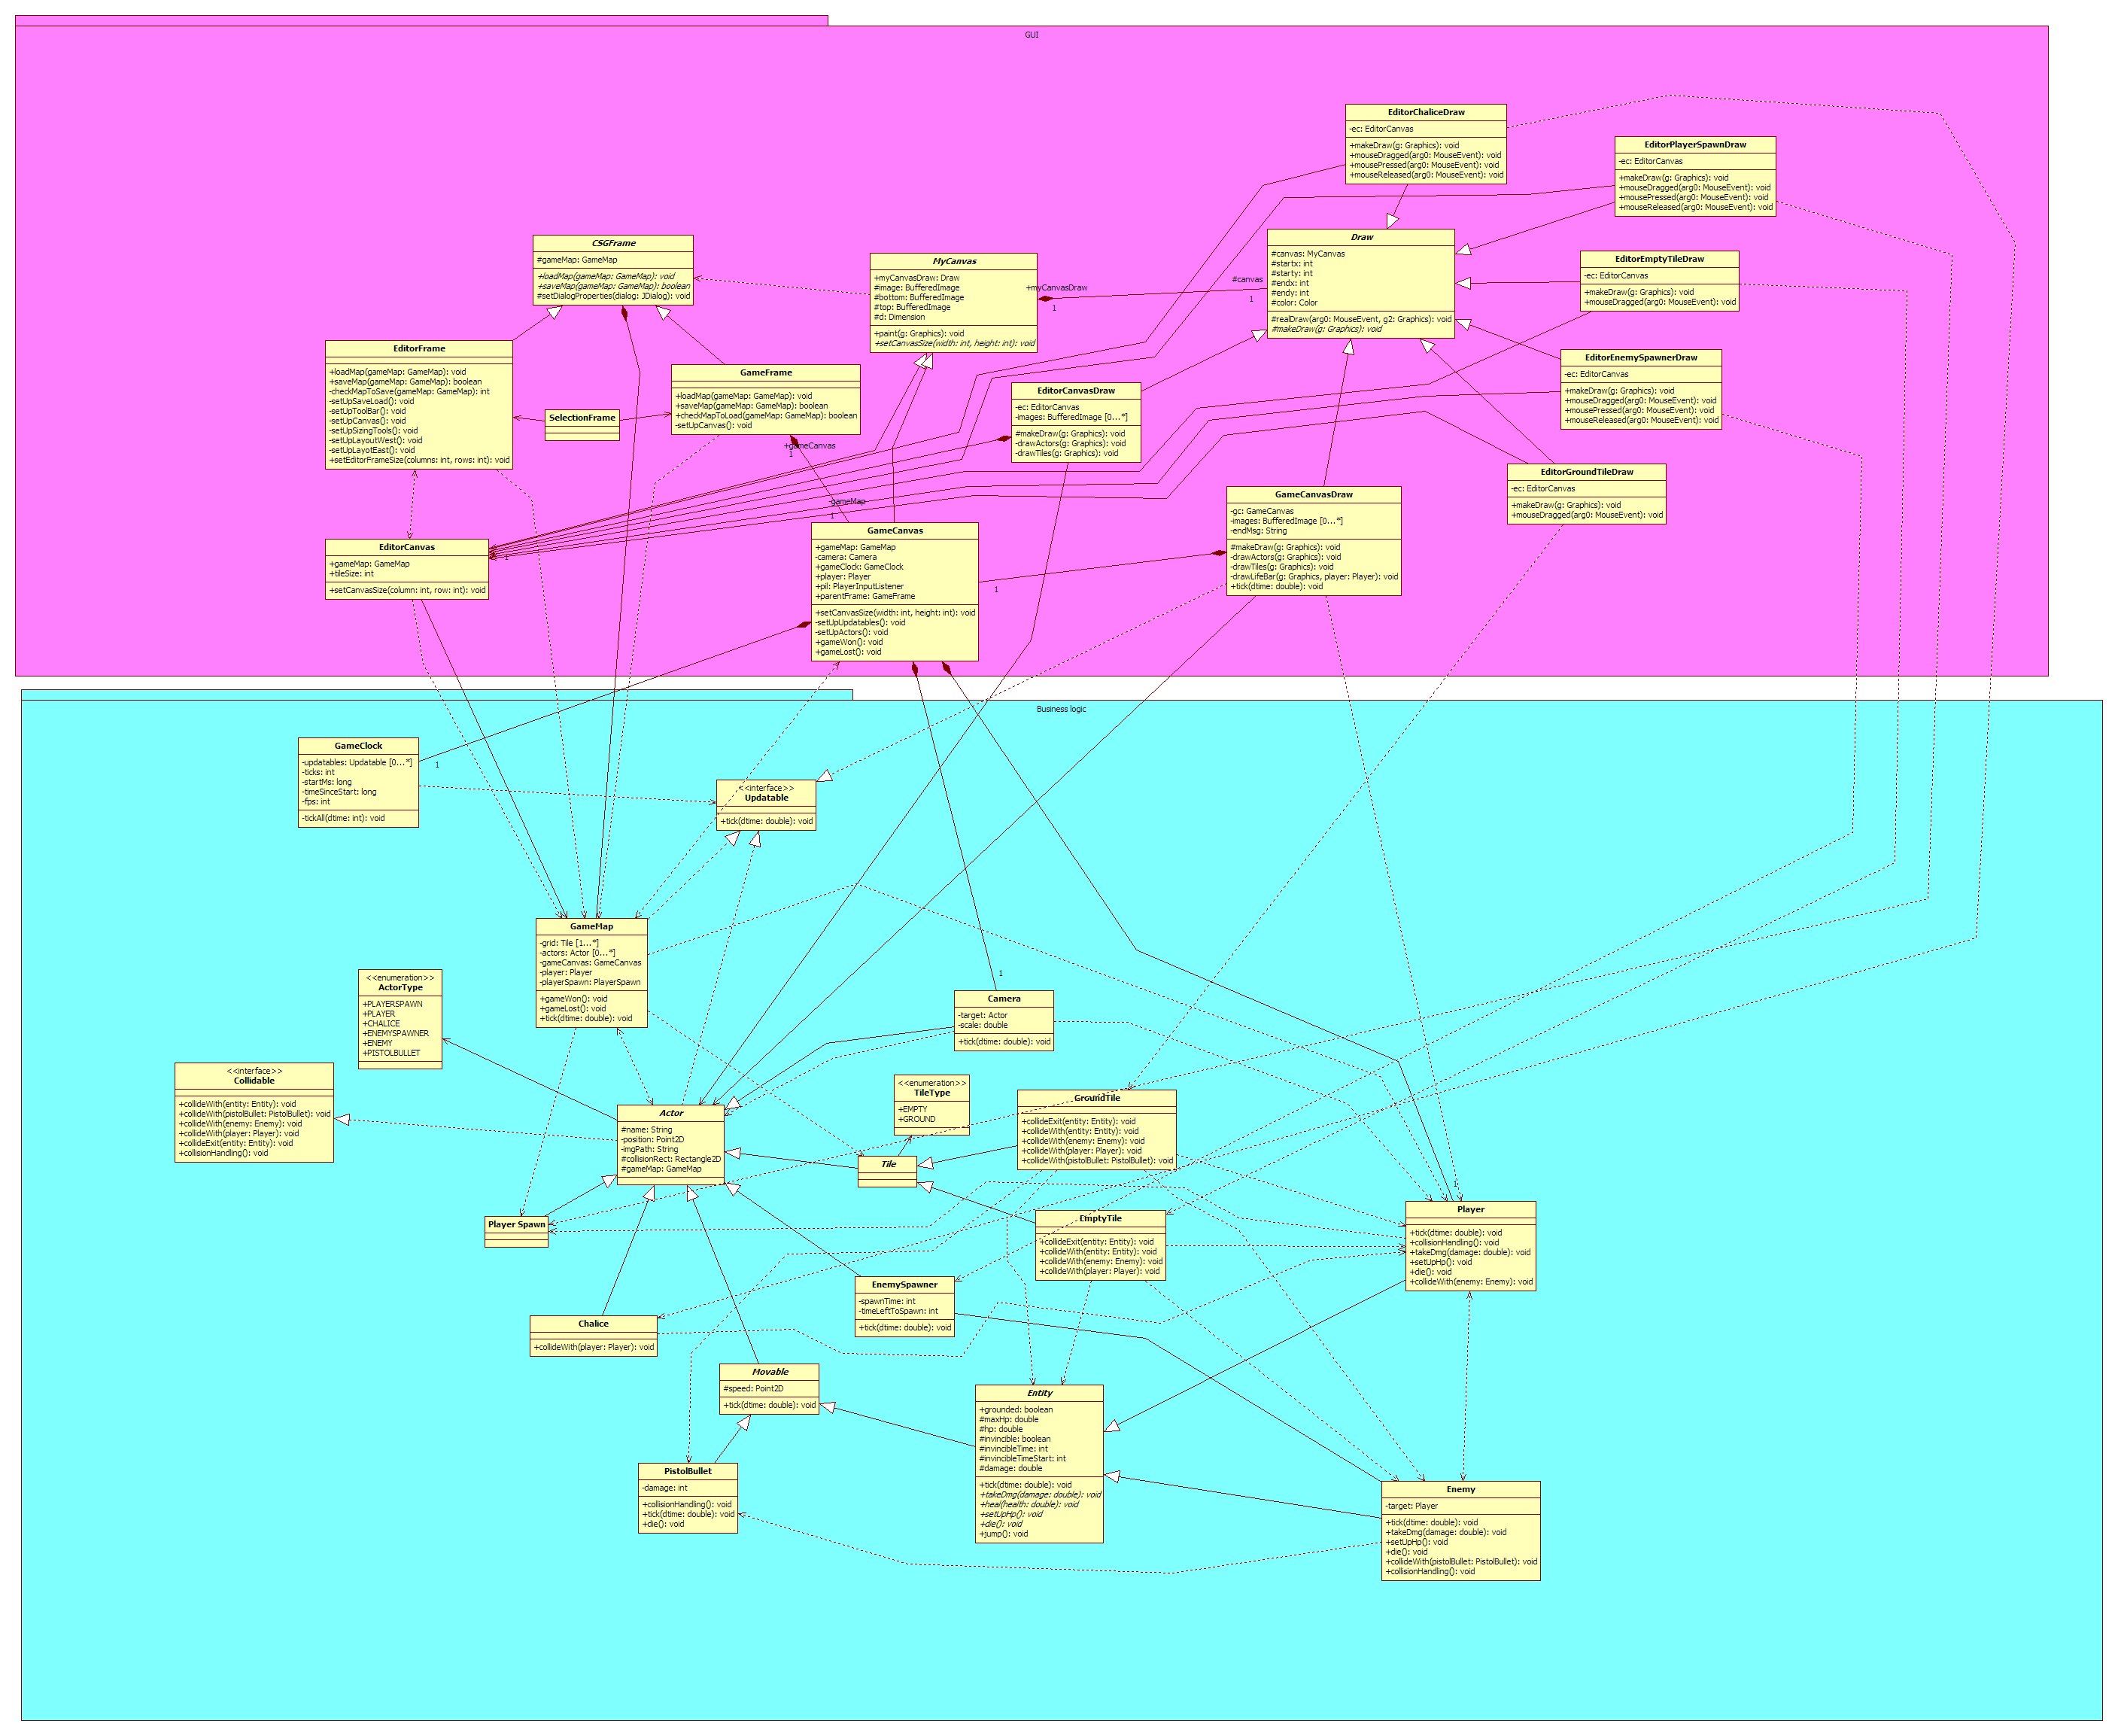 GUI
EditorChaliceDraw
-ec: EditorCanvas
+makeDraw(g: Graphics): void
+mouseDragged(arg0: MouseEvent): void
+mousePressed(arg0: MouseEvent): void
+mouseReleased(arg0: MouseEvent): void
EditorPlayerSpawnDraw
-ec: EditorCanvas
+makeDraw(g: Graphics): void
+mouseDragged(arg0: MouseEvent): void
+mousePressed(arg0: MouseEvent): void
+mouseReleased(arg0: MouseEvent): void
CSGFrame
#gameMap: GameMap
+loadMap(gameMap: GameMap): void
+saveMap(gameMap: GameMap): boolean
#setDialogProperties(dialog: JDialog): void
MyCanvas
+myCanvasDraw: Draw
#image: BufferedImage
#bottom: BufferedImage
#top: BufferedImage
#d: Dimension
+paint(g: Graphics): void
+setCanvasSize(width: int, height: int): void
+myCanvasDraw
1
#canvas
1
Draw
#canvas: MyCanvas
#startx: int
#starty: int
#endx: int
#endy: int
#color: Color
#realDraw(arg0: MouseEvent, g2: Graphics): void
#makeDraw(g: Graphics): void
EditorEmptyTileDraw
-ec: EditorCanvas
+makeDraw(g: Graphics): void
+mouseDragged(arg0: MouseEvent): void
EditorFrame
+loadMap(gameMap: GameMap): void
+saveMap(gameMap: GameMap): boolean
-checkMapToSave(gameMap: GameMap): int
-setUpSaveLoad(): void
-setUpToolBar(): void
-setUpCanvas(): void
-setUpSizingTools(): void
-setUpLayoutWest(): void
-setUpLayotEast(): void
+setEditorFrameSize(columns: int, rows: int): void
SelectionFrame
GameFrame
+loadMap(gameMap: GameMap): void
+saveMap(gameMap: GameMap): boolean
+checkMapToLoad(gameMap: GameMap): boolean
-setUpCanvas(): void
+gameCanvas
1
EditorCanvasDraw
-ec: EditorCanvas
-images: BufferedImage [0...*]
#makeDraw(g: Graphics): void
-drawActors(g: Graphics): void
-drawTiles(g: Graphics): void
EditorEnemySpawnerDraw
-ec: EditorCanvas
+makeDraw(g: Graphics): void
+mouseDragged(arg0: MouseEvent): void
+mousePressed(arg0: MouseEvent): void
+mouseReleased(arg0: MouseEvent): void
EditorGroundTileDraw
-ec: EditorCanvas
+makeDraw(g: Graphics): void
+mouseDragged(arg0: MouseEvent): void
-gameMap
1
EditorCanvas
+gameMap: GameMap
+tileSize: int
+setCanvasSize(column: int, row: int): void
1
GameCanvas
+gameMap: GameMap
-camera: Camera
+gameClock: GameClock
+player: Player
+pil: PlayerInputListener
+parentFrame: GameFrame
+setCanvasSize(width: int, height: int): void
-setUpUpdatables(): void
-setUpActors(): void
+gameWon(): void
+gameLost(): void
1
GameCanvasDraw
-gc: GameCanvas
-images: BufferedImage [0...*]
-endMsg: String
#makeDraw(g: Graphics): void
-drawActors(g: Graphics): void
-drawTiles(g: Graphics): void
-drawLifeBar(g: Graphics, player: Player): void
+tick(dtime: double): void
Business logic
GameClock
-updatables: Updatable [0...*]
-ticks: int
-startMs: long
-timeSinceStart: long
-fps: int
-tickAll(dtime: int): void
1
<<interface>>
Updatable
+tick(dtime: double): void
GameMap
-grid: Tile [1...*]
-actors: Actor [0...*]
-gameCanvas: GameCanvas
-player: Player
-playerSpawn: PlayerSpawn
+gameWon(): void
+gameLost(): void
+tick(dtime: double): void
<<enumeration>>
ActorType
+PLAYERSPAWN
+PLAYER
+CHALICE
+ENEMYSPAWNER
+ENEMY
+PISTOLBULLET
1
Camera
-target: Actor
-scale: double
+tick(dtime: double): void
<<interface>>
Collidable
+collideWith(entity: Entity): void
+collideWith(pistolBullet: PistolBullet): void
+collideWith(enemy: Enemy): void
+collideWith(player: Player): void
+collideExit(entity: Entity): void
+collisionHandling(): void
Actor
#name: String
-position: Point2D
-imgPath: String
#collisionRect: Rectangle2D
#gameMap: GameMap
<<enumeration>>
TileType
+EMPTY
+GROUND
Tile
GroundTile
+collideExit(entity: Entity): void
+collideWith(entity: Entity): void
+collideWith(enemy: Enemy): void
+collideWith(player: Player): void
+collideWith(pistolBullet: PistolBullet): void
Player Spawn
EmptyTile
+collideExit(entity: Entity): void
+collideWith(entity: Entity): void
+collideWith(enemy: Enemy): void
+collideWith(player: Player): void
Player
+tick(dtime: double): void
+collisionHandling(): void
+takeDmg(damage: double): void
+setUpHp(): void
+die(): void
+collideWith(enemy: Enemy): void
EnemySpawner
-spawnTime: int
-timeLeftToSpawn: int
+tick(dtime: double): void
Chalice
+collideWith(player: Player): void
Movable
#speed: Point2D
+tick(dtime: double): void
Entity
+grounded: boolean
#maxHp: double
#hp: double
#invincible: boolean
#invincibleTime: int
#invincibleTimeStart: int
#damage: double
+tick(dtime: double): void
+takeDmg(damage: double): void
+heal(health: double): void
+setUpHp(): void
+die(): void
+jump(): void
PistolBullet
-damage: int
+collisionHandling(): void
+tick(dtime: double): void
+die(): void
Enemy
-target: Player
+tick(dtime: double): void
+takeDmg(damage: double): void
+setUpHp(): void
+die(): void
+collideWith(pistolBullet: PistolBullet): void
+collisionHandling(): void